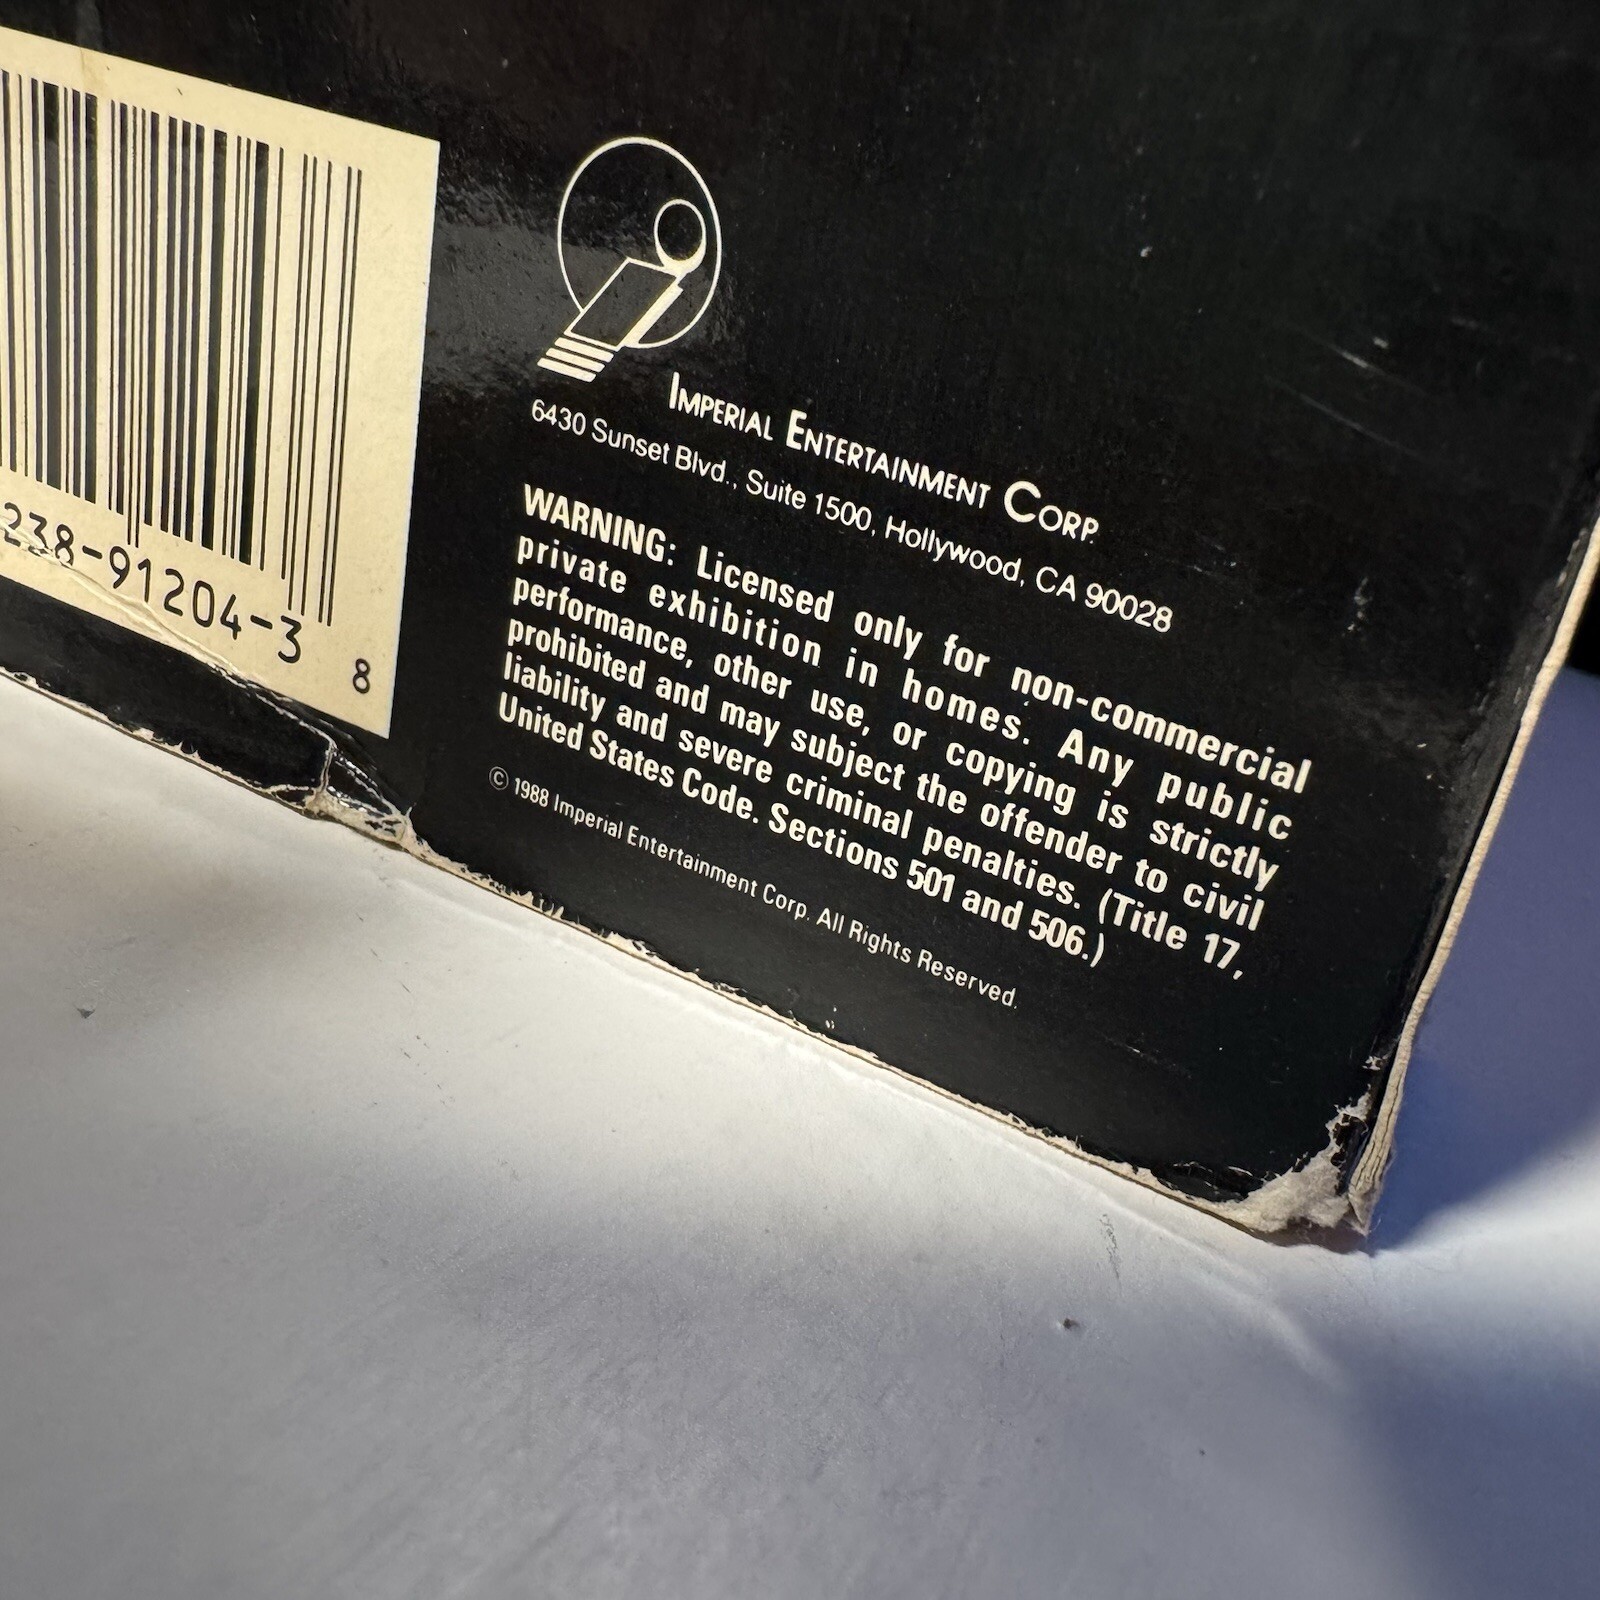 238-91204-3 8
IMPERIAL ENTERTAINMENT CORP.
6430 Sunset Blvd., Suite 1500, Hollywood, CA 90028
WARNING: Licensed only for non-commercial
private exhibition in homes. Any public
performance, other use, or copying is strictly
prohibited and may subject the offender to civil
liability and severe criminal penalties. (Title 17,
United States Code. Sections 501 and 506.)
© 1988 Imperial Entertainment Corp. All Rights Reserved.